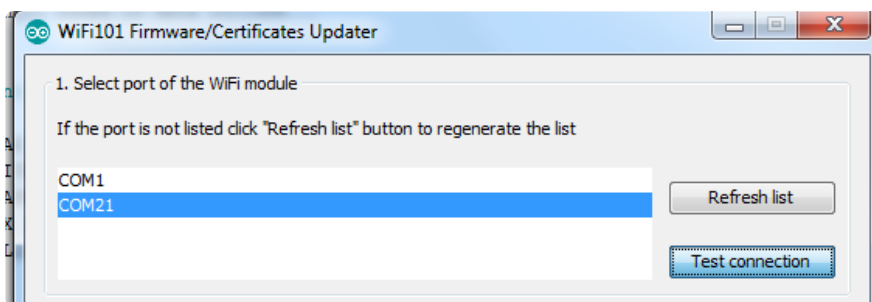 WiFi101 Firmware/Certificates Updater
1. Select port of the WiFi module
If the port is not listed click "Refresh list" button to regenerate the list
COM1
COM21
Refresh list
Test connection